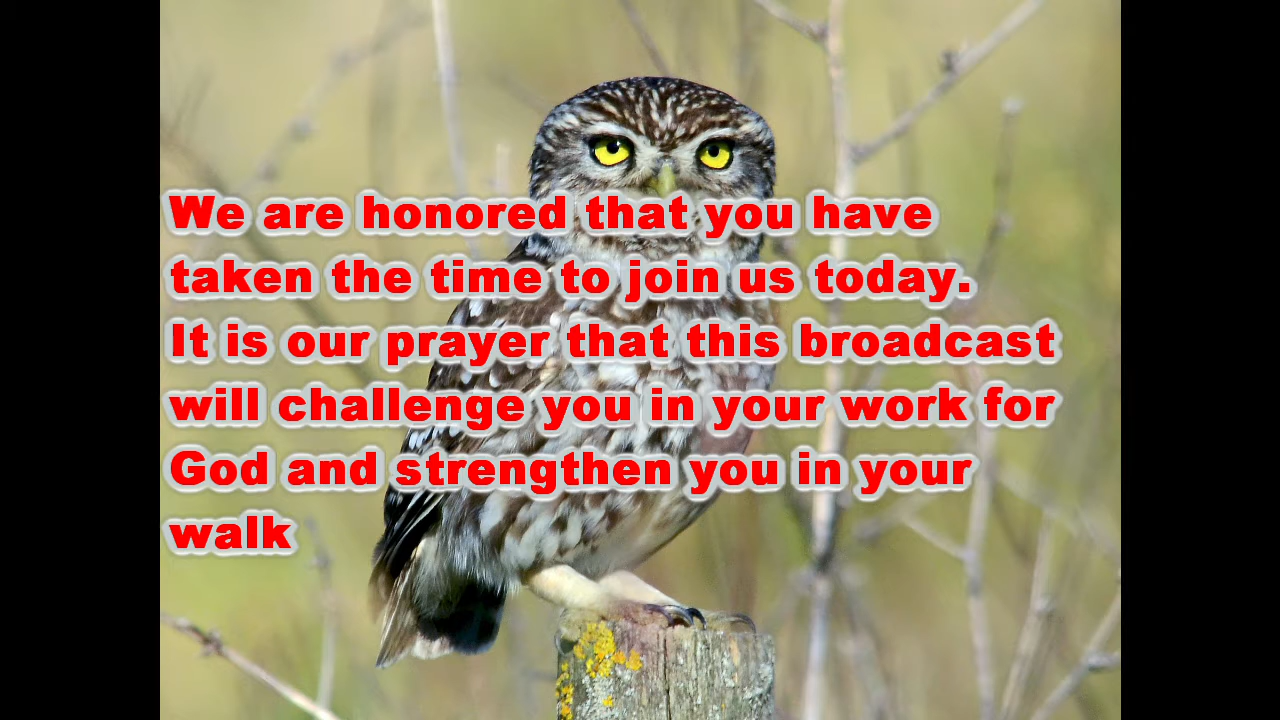 We are honored that you have
taken the time to join us today.
It is our prayer that this broadcast
will challenge you in your work for
God and strengthen you in your
walk